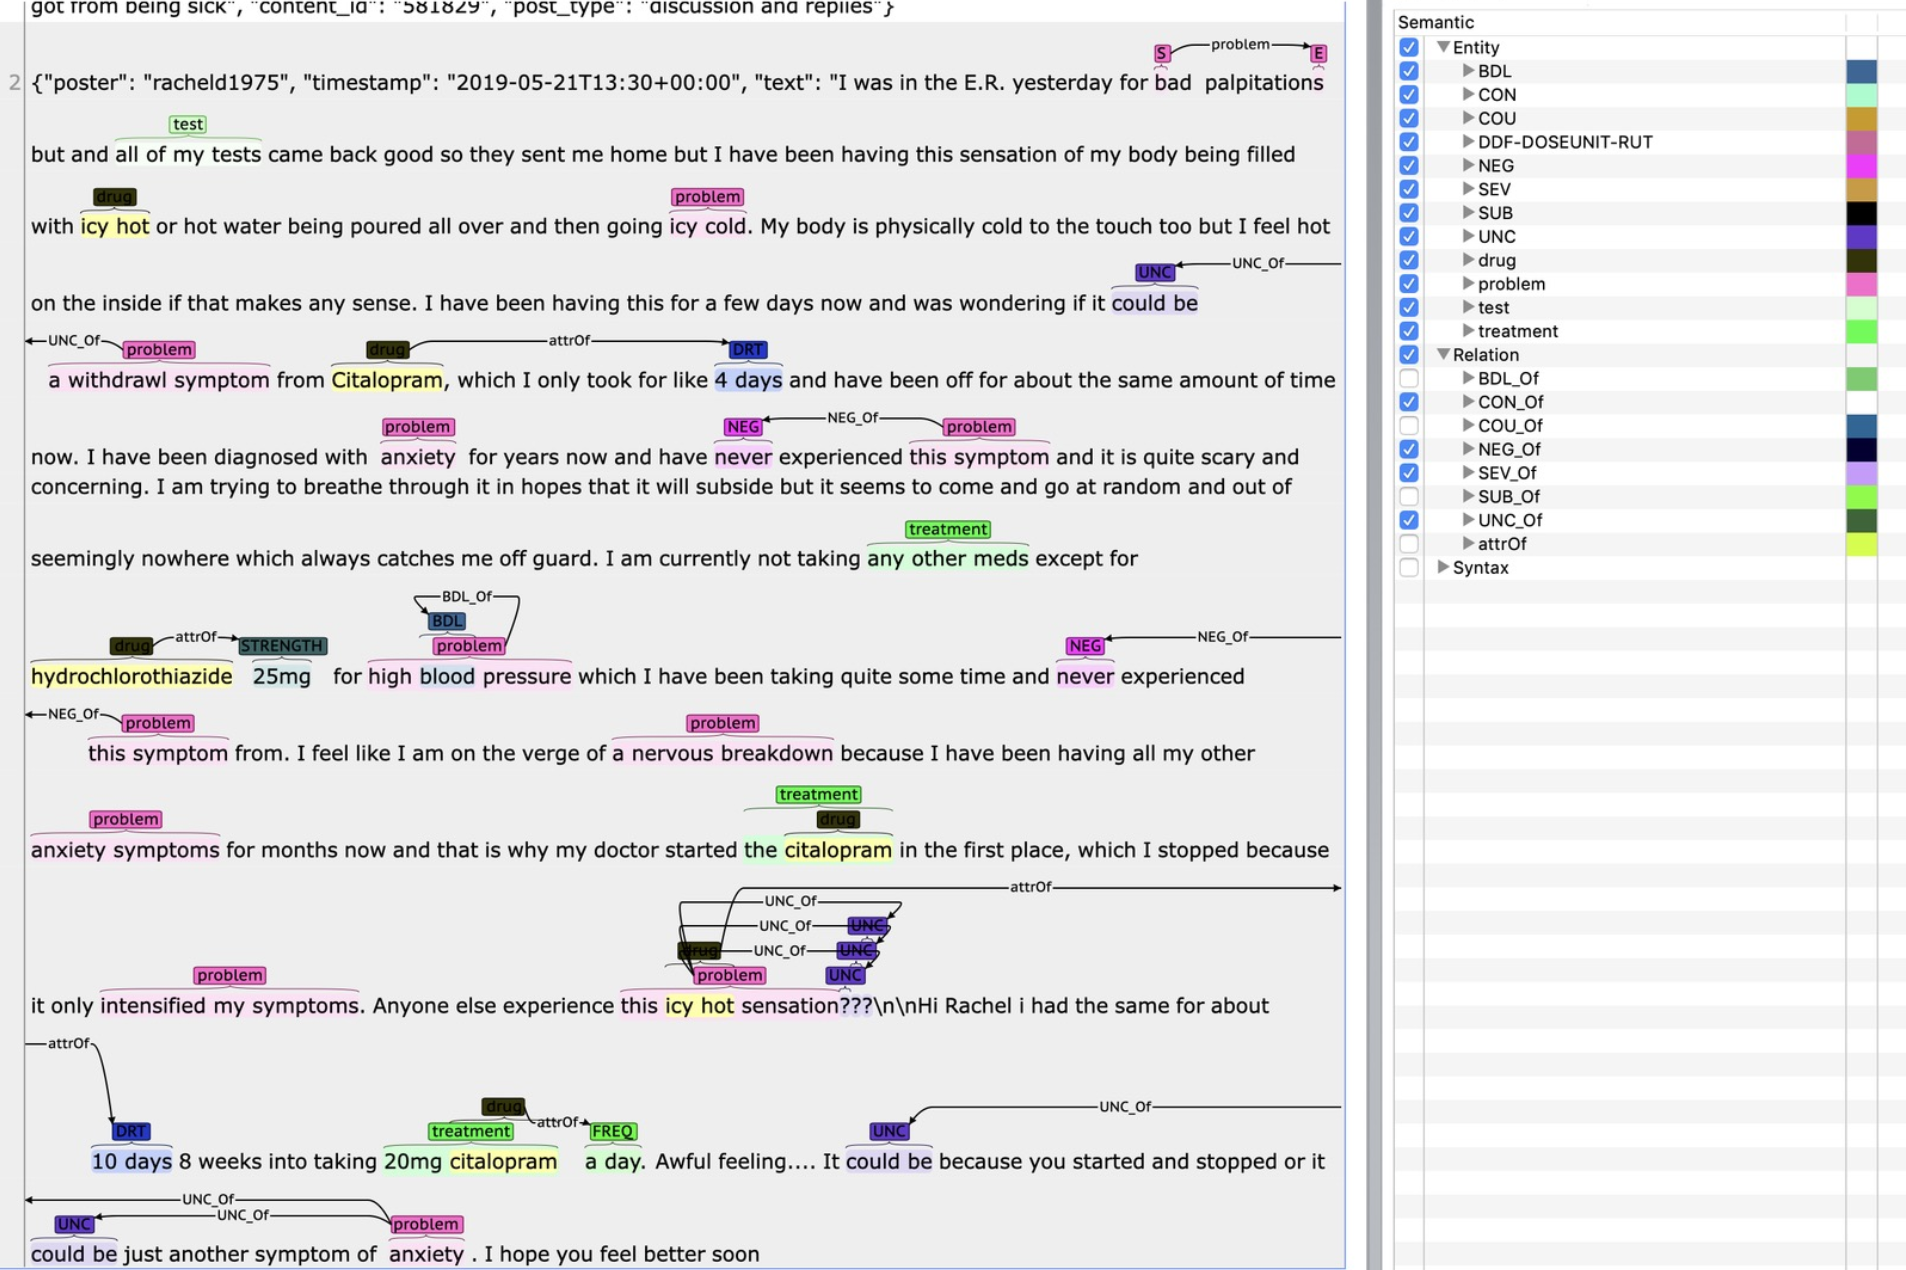 got from being sick", "content_id": "581829", "post_type": "discussion and replies"}
S problem E
2 {"poster": "racheld1975", "timestamp": "2019-05-21T13:30+00:00", "text": "I was in the E.R. yesterday for bad palpitations
test
but and all of my tests came back good so they sent me home but I have been having this sensation of my body being filled
drug problem
with icy hot or hot water being poured all over and then going icy cold. My body is physically cold to the touch too but I feel hot
UNC UNC_Of
on the inside if that makes any sense. I have been having this for a few days now and was wondering if it could be
UNC_Of problem drug attrOf DRT
a withdrawl symptom from Citalopram, which I only took for like 4 days and have been off for about the same amount of time
problem NEG NEG_Of problem
now. I have been diagnosed with anxiety for years now and have never experienced this symptom and it is quite scary and
concerning. I am trying to breathe through it in hopes that it will subside but it seems to come and go at random and out of
treatment
seemingly nowhere which always catches me off guard. I am currently not taking any other meds except for
BDL_Of
BDL
drug attrOf STRENGTH problem NEG NEG_Of
hydrochlorothiazide 25mg for high blood pressure which I have been taking quite some time and never experienced
NEG_Of problem problem
this symptom from. I feel like I am on the verge of a nervous breakdown because I have been having all my other
treatment
problem drug
anxiety symptoms for months now and that is why my doctor started the citalopram in the first place, which I stopped because
attrOf
UNC_Of
UNC_Of UNC
drug UNC_Of UNC
problem problem UNC
it only intensified my symptoms. Anyone else experience this icy hot sensation???\n\nHi Rachel i had the same for about
attrOf
drug UNC_Of
DRT treatment attrOf FREQ UNC
10 days 8 weeks into taking 20mg citalopram a day. Awful feeling.... It could be because you started and stopped or it
UNC_Of
UNC UNC_Of problem
could be just another symptom of anxiety . I hope you feel better soon
Semantic
Entity
BDL
CON
COU
DDF-DOSEUNIT-RUT
NEG
SEV
SUB
UNC
drug
problem
test
treatment
Relation
BDL_Of
CON_Of
COU_Of
NEG_Of
SEV_Of
SUB_Of
UNC_Of
attrOf
Syntax